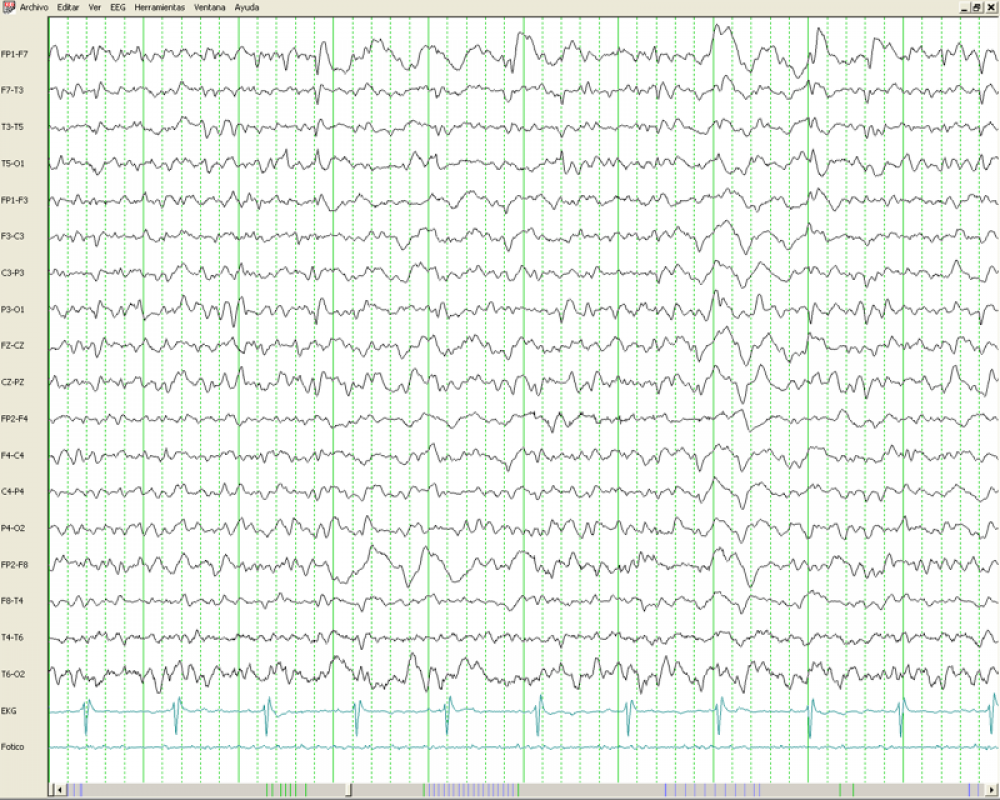 Archivo Editar Ver EEG Herramientas Ventana Ayuda
FP1-F7
F7-T3
T3-T5
T5-O1
FP1-F3
F3-C3
C3-P3
P3-O1
FZ-CZ
CZ-PZ
FP2-F4
F4-C4
C4-P4
P4-O2
FP2-F8
F8-T4
T4-T6
T6-O2
EKG
Fotico